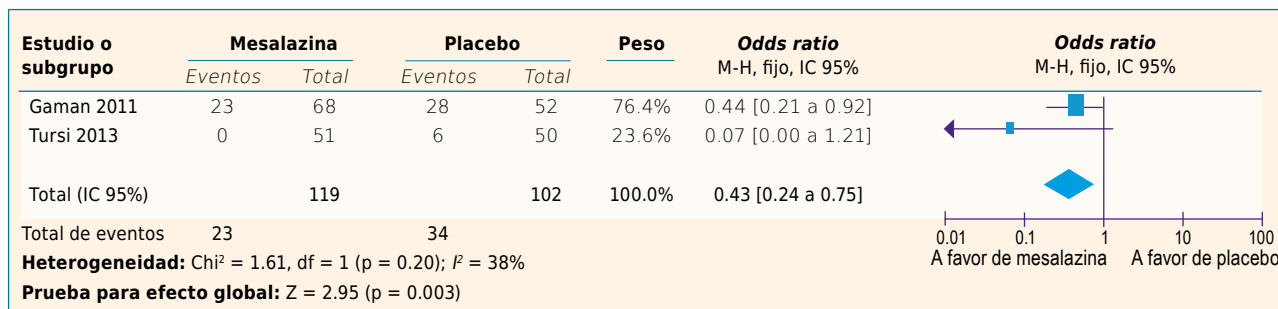 Estudio o subgrupo Mesalazina Placebo Peso Odds ratio M-H, fijo, IC 95% Odds ratio M-H, fijo, IC 95%
Eventos Total Eventos Total
Gaman 2011 23 68 28 52 76.4% 0.44 [0.21 a 0.92]
Tursi 2013 0 51 6 50 23.6% 0.07 [0.00 a 1.21]
Total (IC 95%) 119 102 100.0% 0.43 [0.24 a 0.75]
Total de eventos 23 34
0.01 0.1 1 10 100
A favor de mesalazina A favor de placebo
Heterogeneidad: Chi² = 1.61, df = 1 (p = 0.20); I² = 38%
Prueba para efecto global: Z = 2.95 (p = 0.003)